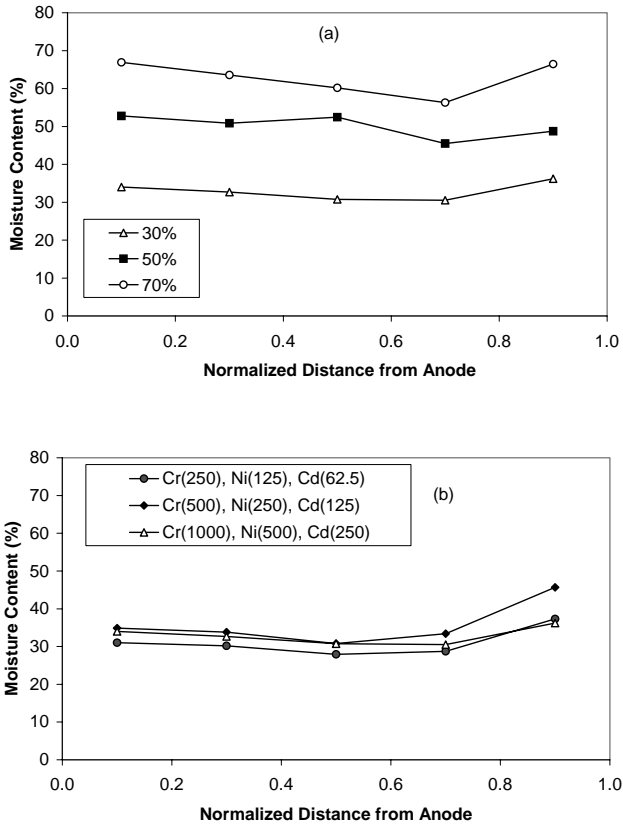 80
70
60
50
40
30
20
10
0
(a)
Moisture Content (%)
30%
50%
70%
0.0 0.2 0.4 0.6 0.8 1.0
Normalized Distance from Anode
80
70
60
50
40
30
20
10
0
(b)
Moisture Content (%)
Cr(250), Ni(125), Cd(62.5)
Cr(500), Ni(250), Cd(125)
Cr(1000), Ni(500), Cd(250)
0.0 0.2 0.4 0.6 0.8 1.0
Normalized Distance from Anode